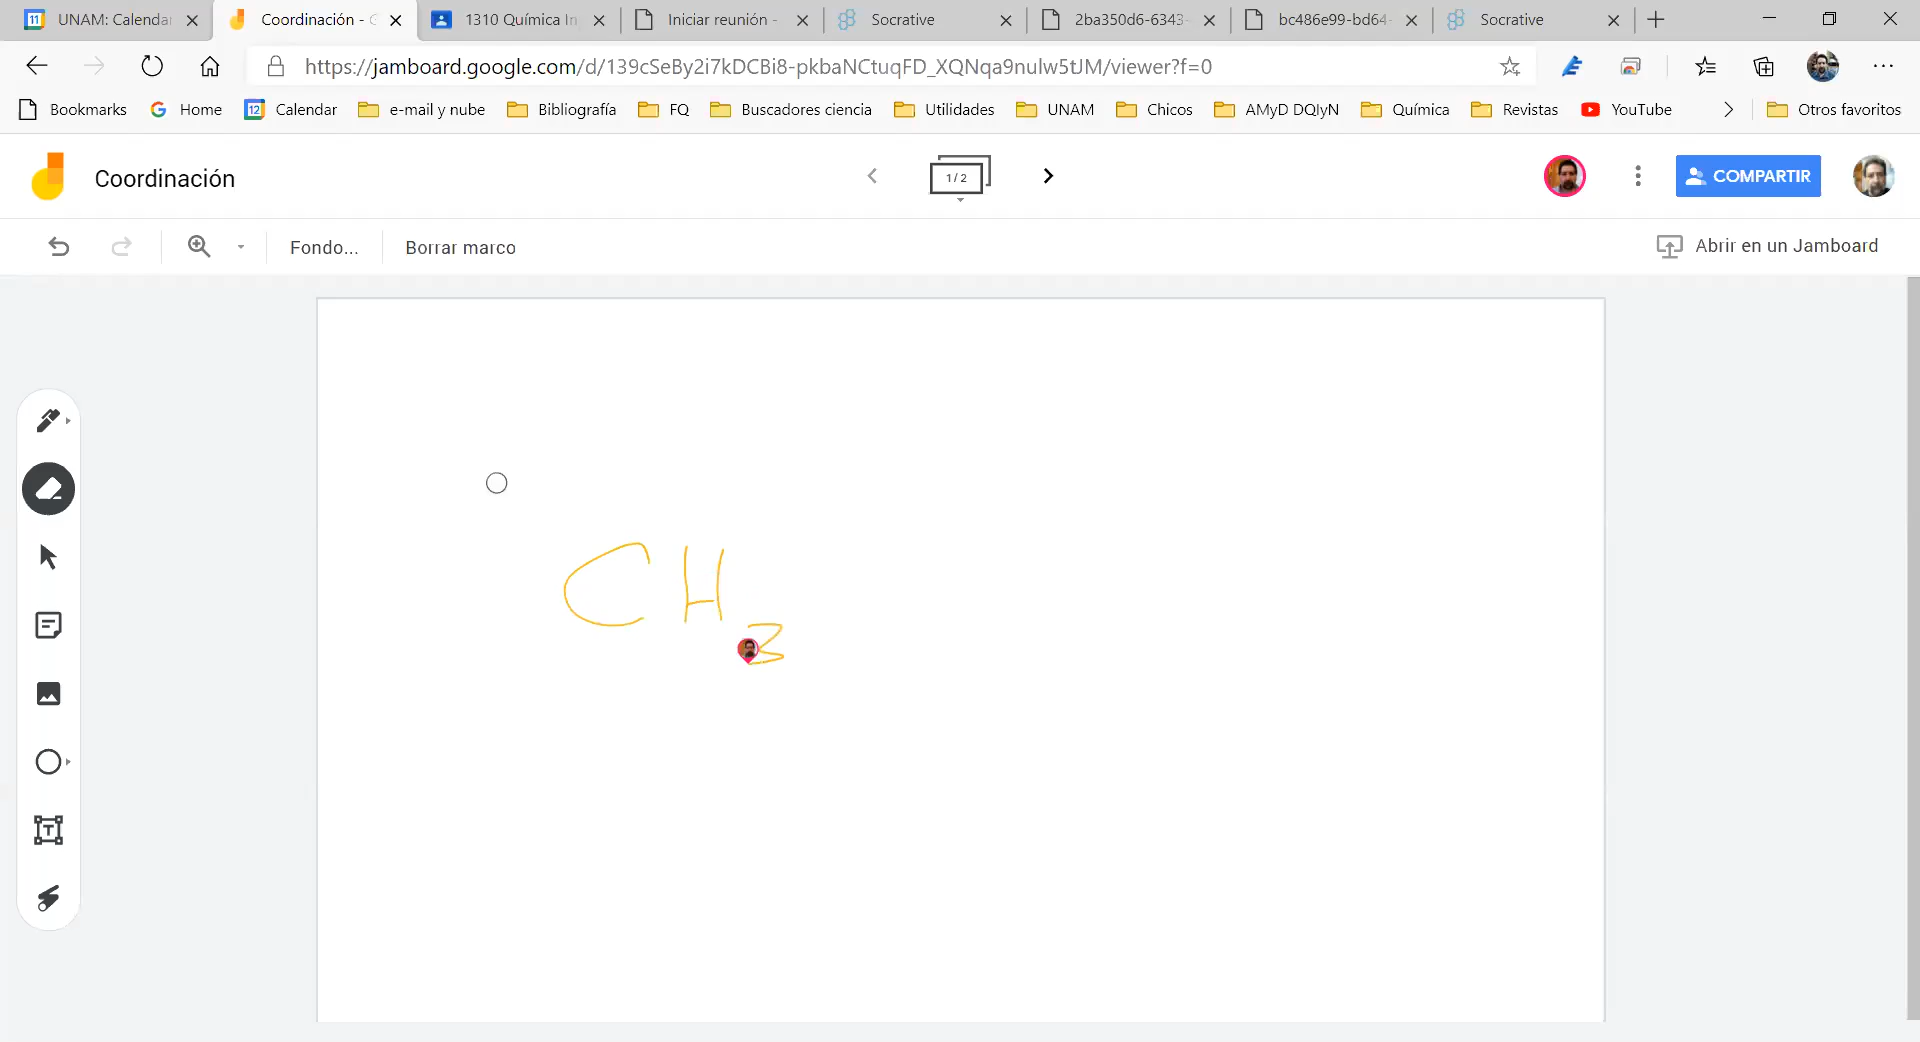 UNAM: Calendar
Coordinación - G
1310 Química In
Iniciar reunión -
Socrative
2ba350d6-6343-
bc486e99-bd64-
Socrative
https://jamboard.google.com/d/139cSeBy2i7kDCBi8-pkbaNCtuqFD_XQNqa9nulw5tJM/viewer?f=0
Bookmarks
Home
Calendar
e-mail y nube
Bibliografía
FQ
Buscadores ciencia
Utilidades
UNAM
Chicos
AMyD DQIyN
Química
Revistas
YouTube
Otros favoritos
Coordinación
1 / 2
COMPARTIR
Fondo...
Borrar marco
Abrir en un Jamboard
CH3